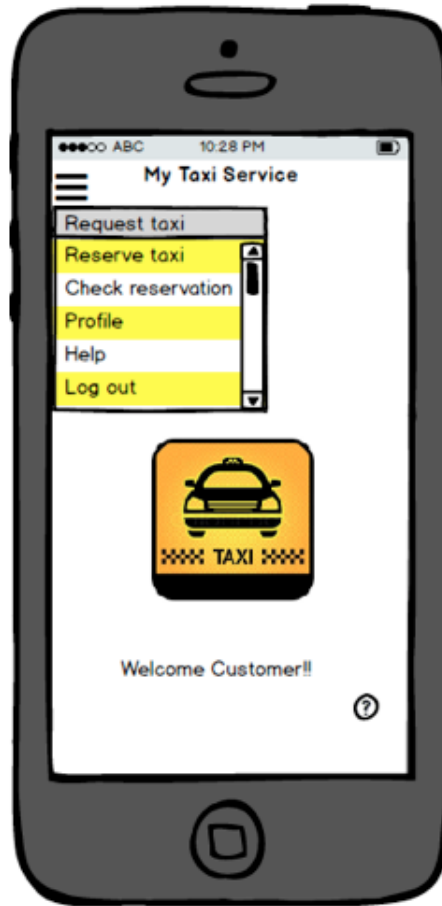 ABC 10:28 PM
My Taxi Service
Request taxi
Reserve taxi
Check reservation
Profile
Help
Log out
TAXI
Welcome Customer!!
?